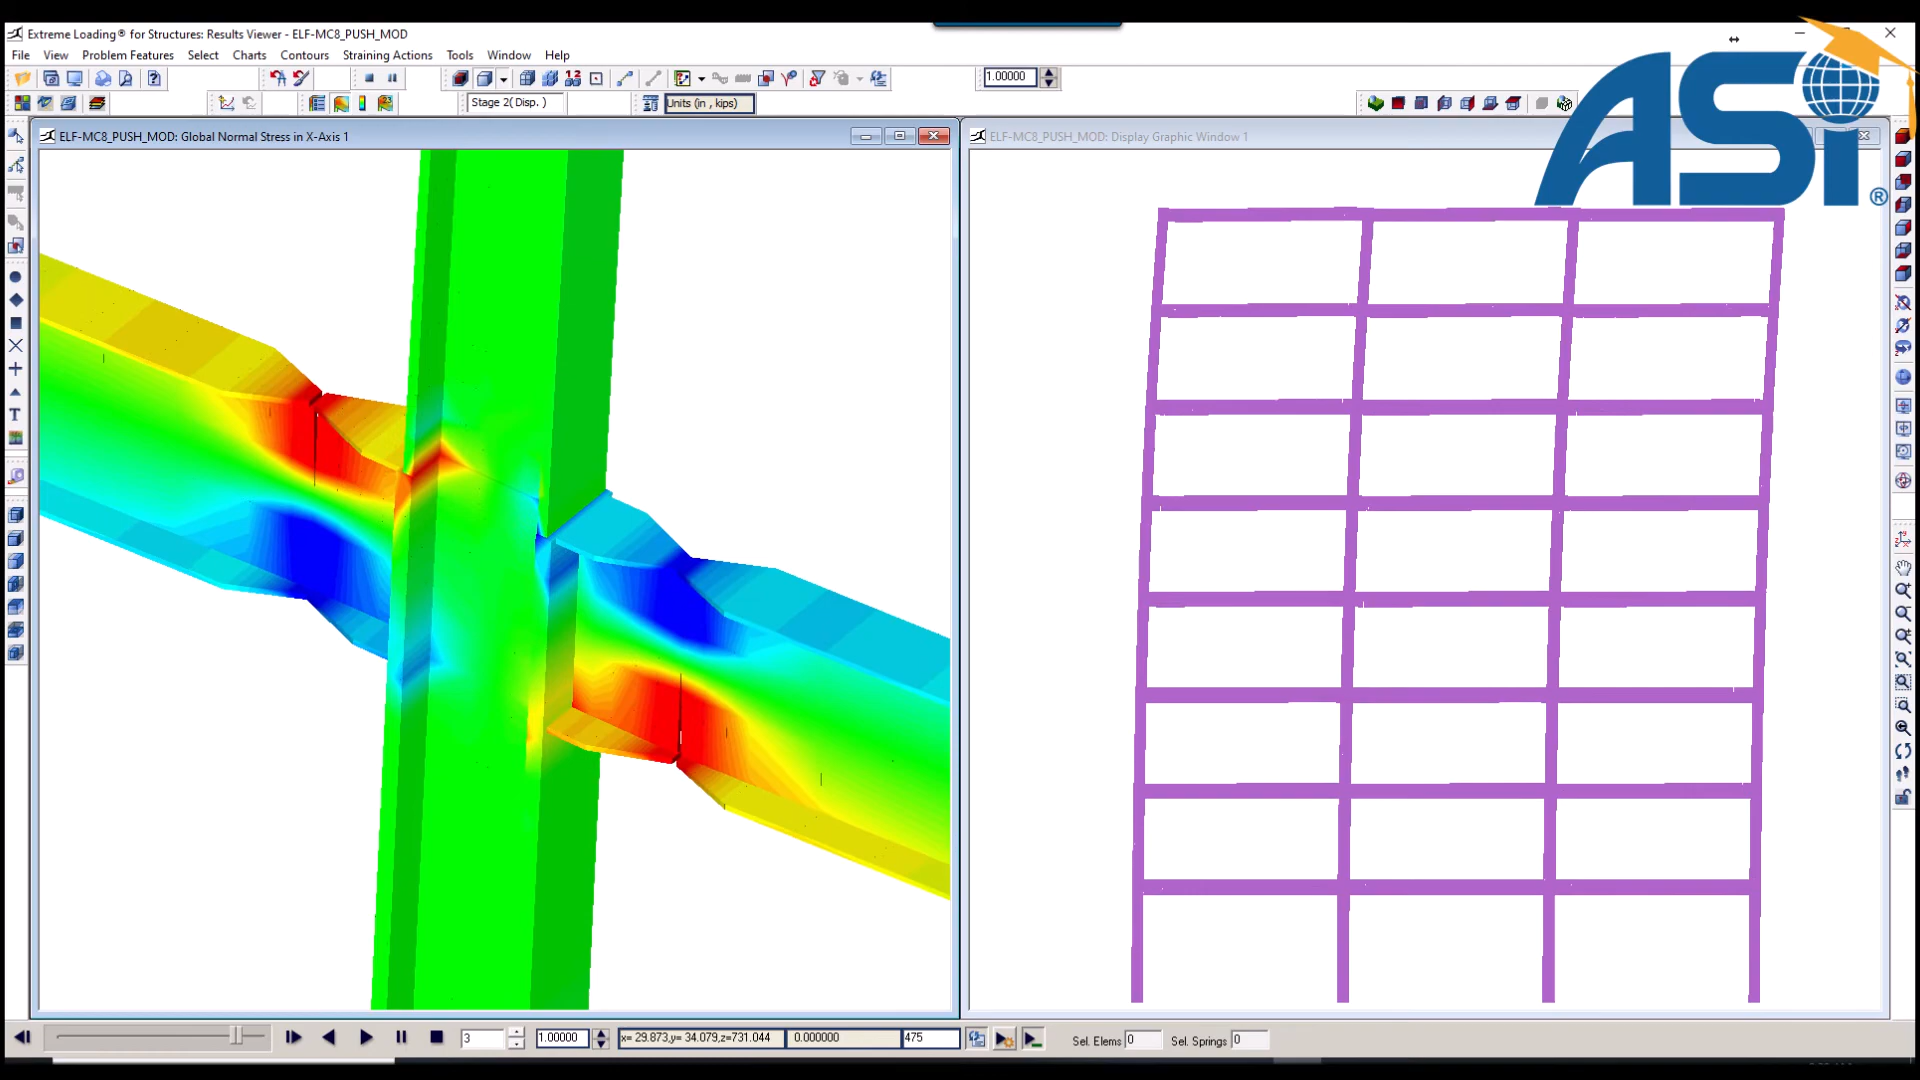 Extreme Loading® for Structures: Results Viewer - ELF-MC8_PUSH_MOD
File View Problem Features Select Charts Contours Straining Actions Tools Window Help
1.00000
Stage 2( Disp. )
Units (in , kips)
ELF-MC8_PUSH_MOD: Global Normal Stress in X-Axis 1
ELF-MC8_PUSH_MOD: Display Graphic Window 1
ASI®
3
1.00000
x= 29.873,y= 34.079,z=731.044
0.000000
475
Sel. Elems 0
Sel. Springs 0